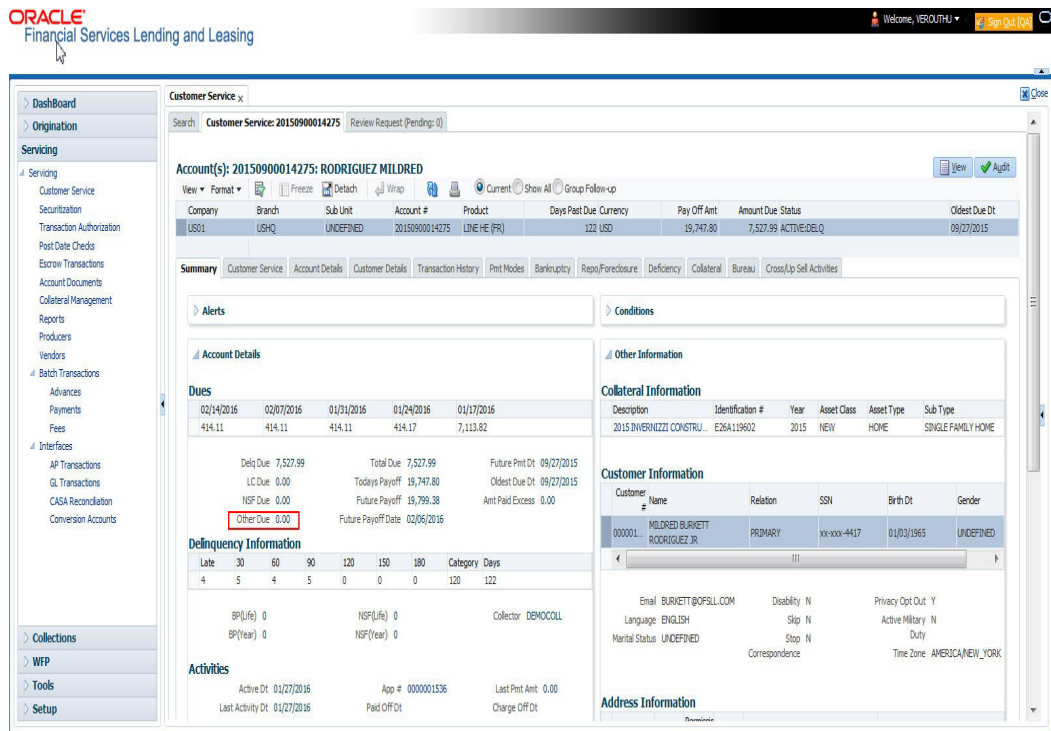 ORACLE
Financial Services Lending and Leasing
Welcome, VEROUTHU
Sign Out [QA]
Close
DashBoard
Origination
Servicing
Servicing
Customer Service
Securitization
Transaction Authorization
Post Date Checks
Escrow Transactions
Account Documents
Collateral Management
Reports
Producers
Vendors
Batch Transactions
Advances
Payments
Fees
Interfaces
AP Transactions
GL Transactions
CASA Reconciliation
Conversion Accounts
Collections
WFP
Tools
Setup
Customer Service x
Search Customer Service: 20150900014275 Review Request (Pending: 0)
Account(s): 20150900014275: RODRIGUEZ MILDRED
View Audit
View Format Freeze Detach Wrap Current Show All Group Follow-up
Company Branch Sub Unit Account # Product Days Past Due Currency Pay Off Amt Amount Due Status Oldest Due Dt
US01 USHQ UNDEFINED 20150900014275 LINE HE (FR) 122 USD 19,747.80 7,527.99 ACTIVE:DELQ 09/27/2015
Summary Customer Service Account Details Customer Details Transaction History Pmt Modes Bankruptcy Repo/Foreclosure Deficiency Collateral Bureau Cross/Up Sell Activities
Alerts
Account Details
Dues
02/14/2016 02/07/2016 01/31/2016 01/24/2016 01/17/2016
414.11 414.11 414.11 414.17 7,113.82
Delq Due 7,527.99 Total Due 7,527.99 Future Pmt Dt 09/27/2015
LC Due 0.00 Todays Payoff 19,747.80 Oldest Due Dt 09/27/2015
NSF Due 0.00 Future Payoff 19,799.38 Amt Paid Excess 0.00
Other Due 0.00 Future Payoff Date 02/06/2016
Delinquency Information
Late 30 60 90 120 150 180 Category Days
4 5 4 5 0 0 0 120 122
BP(Life) 0 NSF(Life) 0 Collector DEMOCOLL
BP(Year) 0 NSF(Year) 0
Activities
Active Dt 01/27/2016 App # 0000001536 Last Pmt Amt 0.00
Last Activity Dt 01/27/2016 Paid Off Dt Charge Off Dt
Conditions
Other Information
Collateral Information
Description Identification # Year Asset Class Asset Type Sub Type
2015 INVERNIZZI CONSTRU... E26A119602 2015 NEW HOME SINGLE FAMILY HOME
Customer Information
Customer # Name Relation SSN Birth Dt Gender
000001... MILDRED BURKETT RODRIGUEZ JR PRIMARY xx-xxx-4417 01/03/1965 UNDEFINED
Email BURKETT@OFSLL.COM Disability N Privacy Opt Out Y
Language ENGLISH Skip N Active Military Duty N
Marital Status UNDEFINED Stop Correspondence N Time Zone AMERICA/NEW_YORK
Address Information